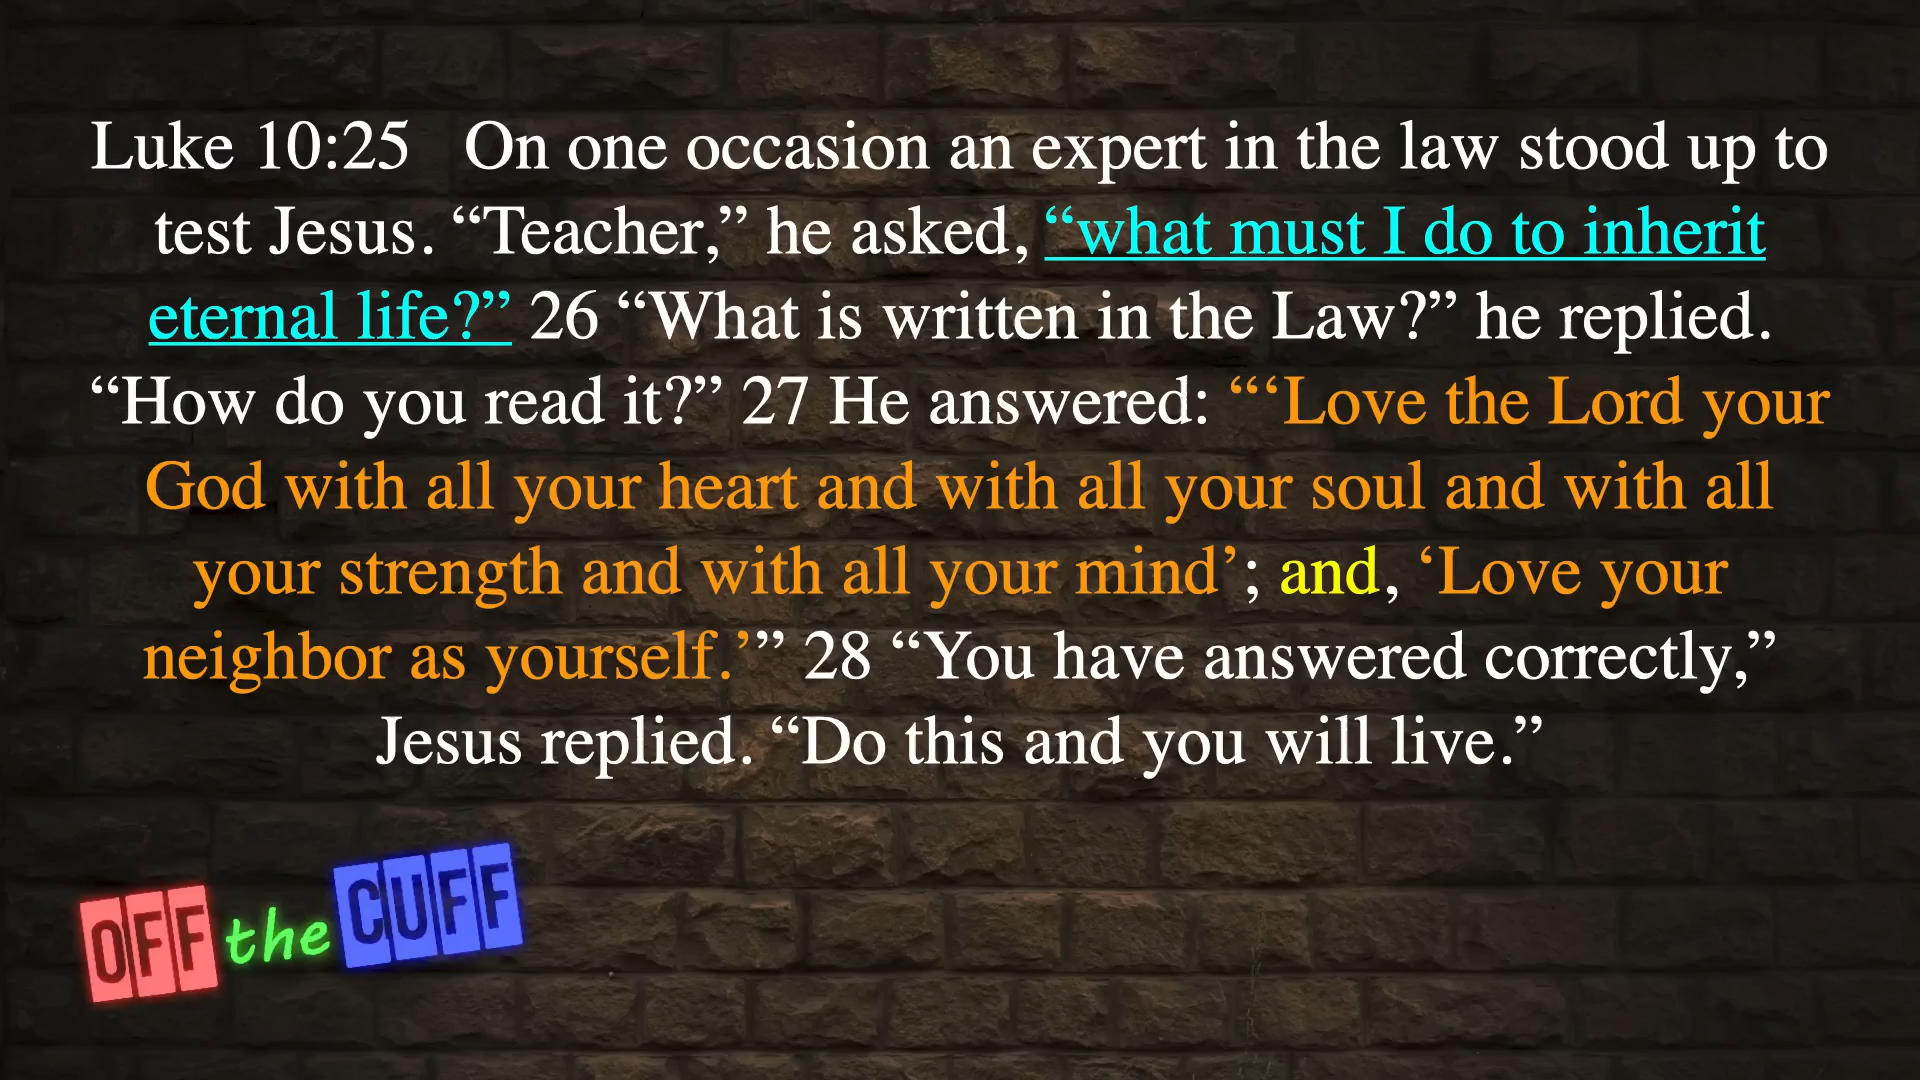 Luke 10:25   On one occasion an expert in the law stood up to
test Jesus. “Teacher,” he asked, “what must I do to inherit
eternal life?” 26 “What is written in the Law?” he replied.
“How do you read it?” 27 He answered: “‘Love the Lord your
God with all your heart and with all your soul and with all
your strength and with all your mind’; and, ‘Love your
neighbor as yourself.’” 28 “You have answered correctly,”
Jesus replied. “Do this and you will live.”
OFF the CUFF